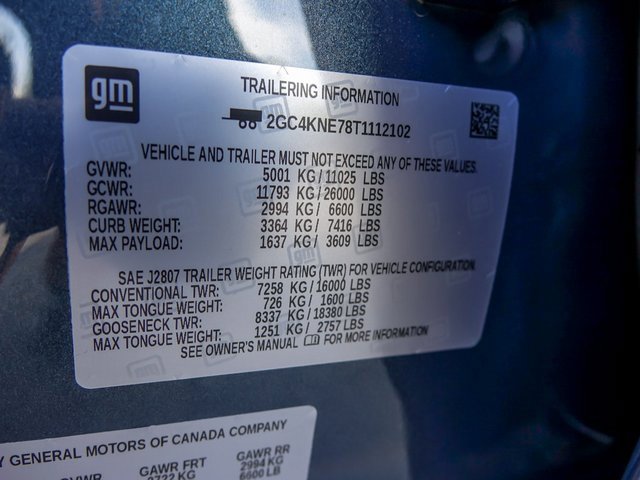 gm
TRAILERING INFORMATION
2GC4KNE78T1112102
VEHICLE AND TRAILER MUST NOT EXCEED ANY OF THESE VALUES.
GVWR: 5001 KG/ 11025 LBS
GCWR: 11793 KG/ 26000 LBS
RGAWR: 2994 KG/ 6600 LBS
CURB WEIGHT: 3364 KG/ 7416 LBS
MAX PAYLOAD: 1637 KG/ 3609 LBS
SAE J2807 TRAILER WEIGHT RATING (TWR) FOR VEHICLE CONFIGURATION.
CONVENTIONAL TWR: 7258 KG/ 16000 LBS
MAX TONGUE WEIGHT: 726 KG/ 1600 LBS
GOOSENECK TWR: 8337 KG/ 18380 LBS
MAX TONGUE WEIGHT: 1251 KG/ 2757 LBS
SEE OWNER'S MANUAL FOR MORE INFORMATION
Y GENERAL MOTORS OF CANADA COMPANY
GVWR GAWR FRT GAWR RR
2722 KG 2994 KG
6600 LB